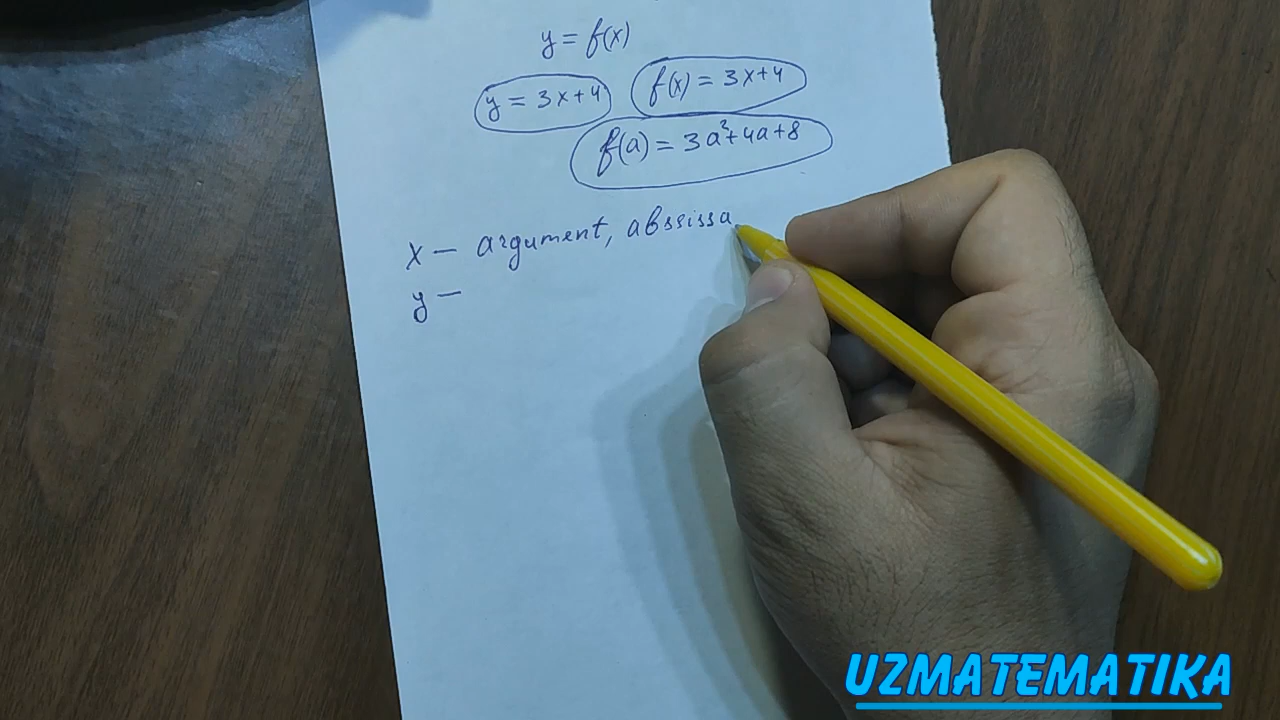 y = f(x)
y = 3x+4 f(x) = 3x+4
f(a) = 3a²+4a+8
x — argument, abssissa
y —
UZMATEMATIKA